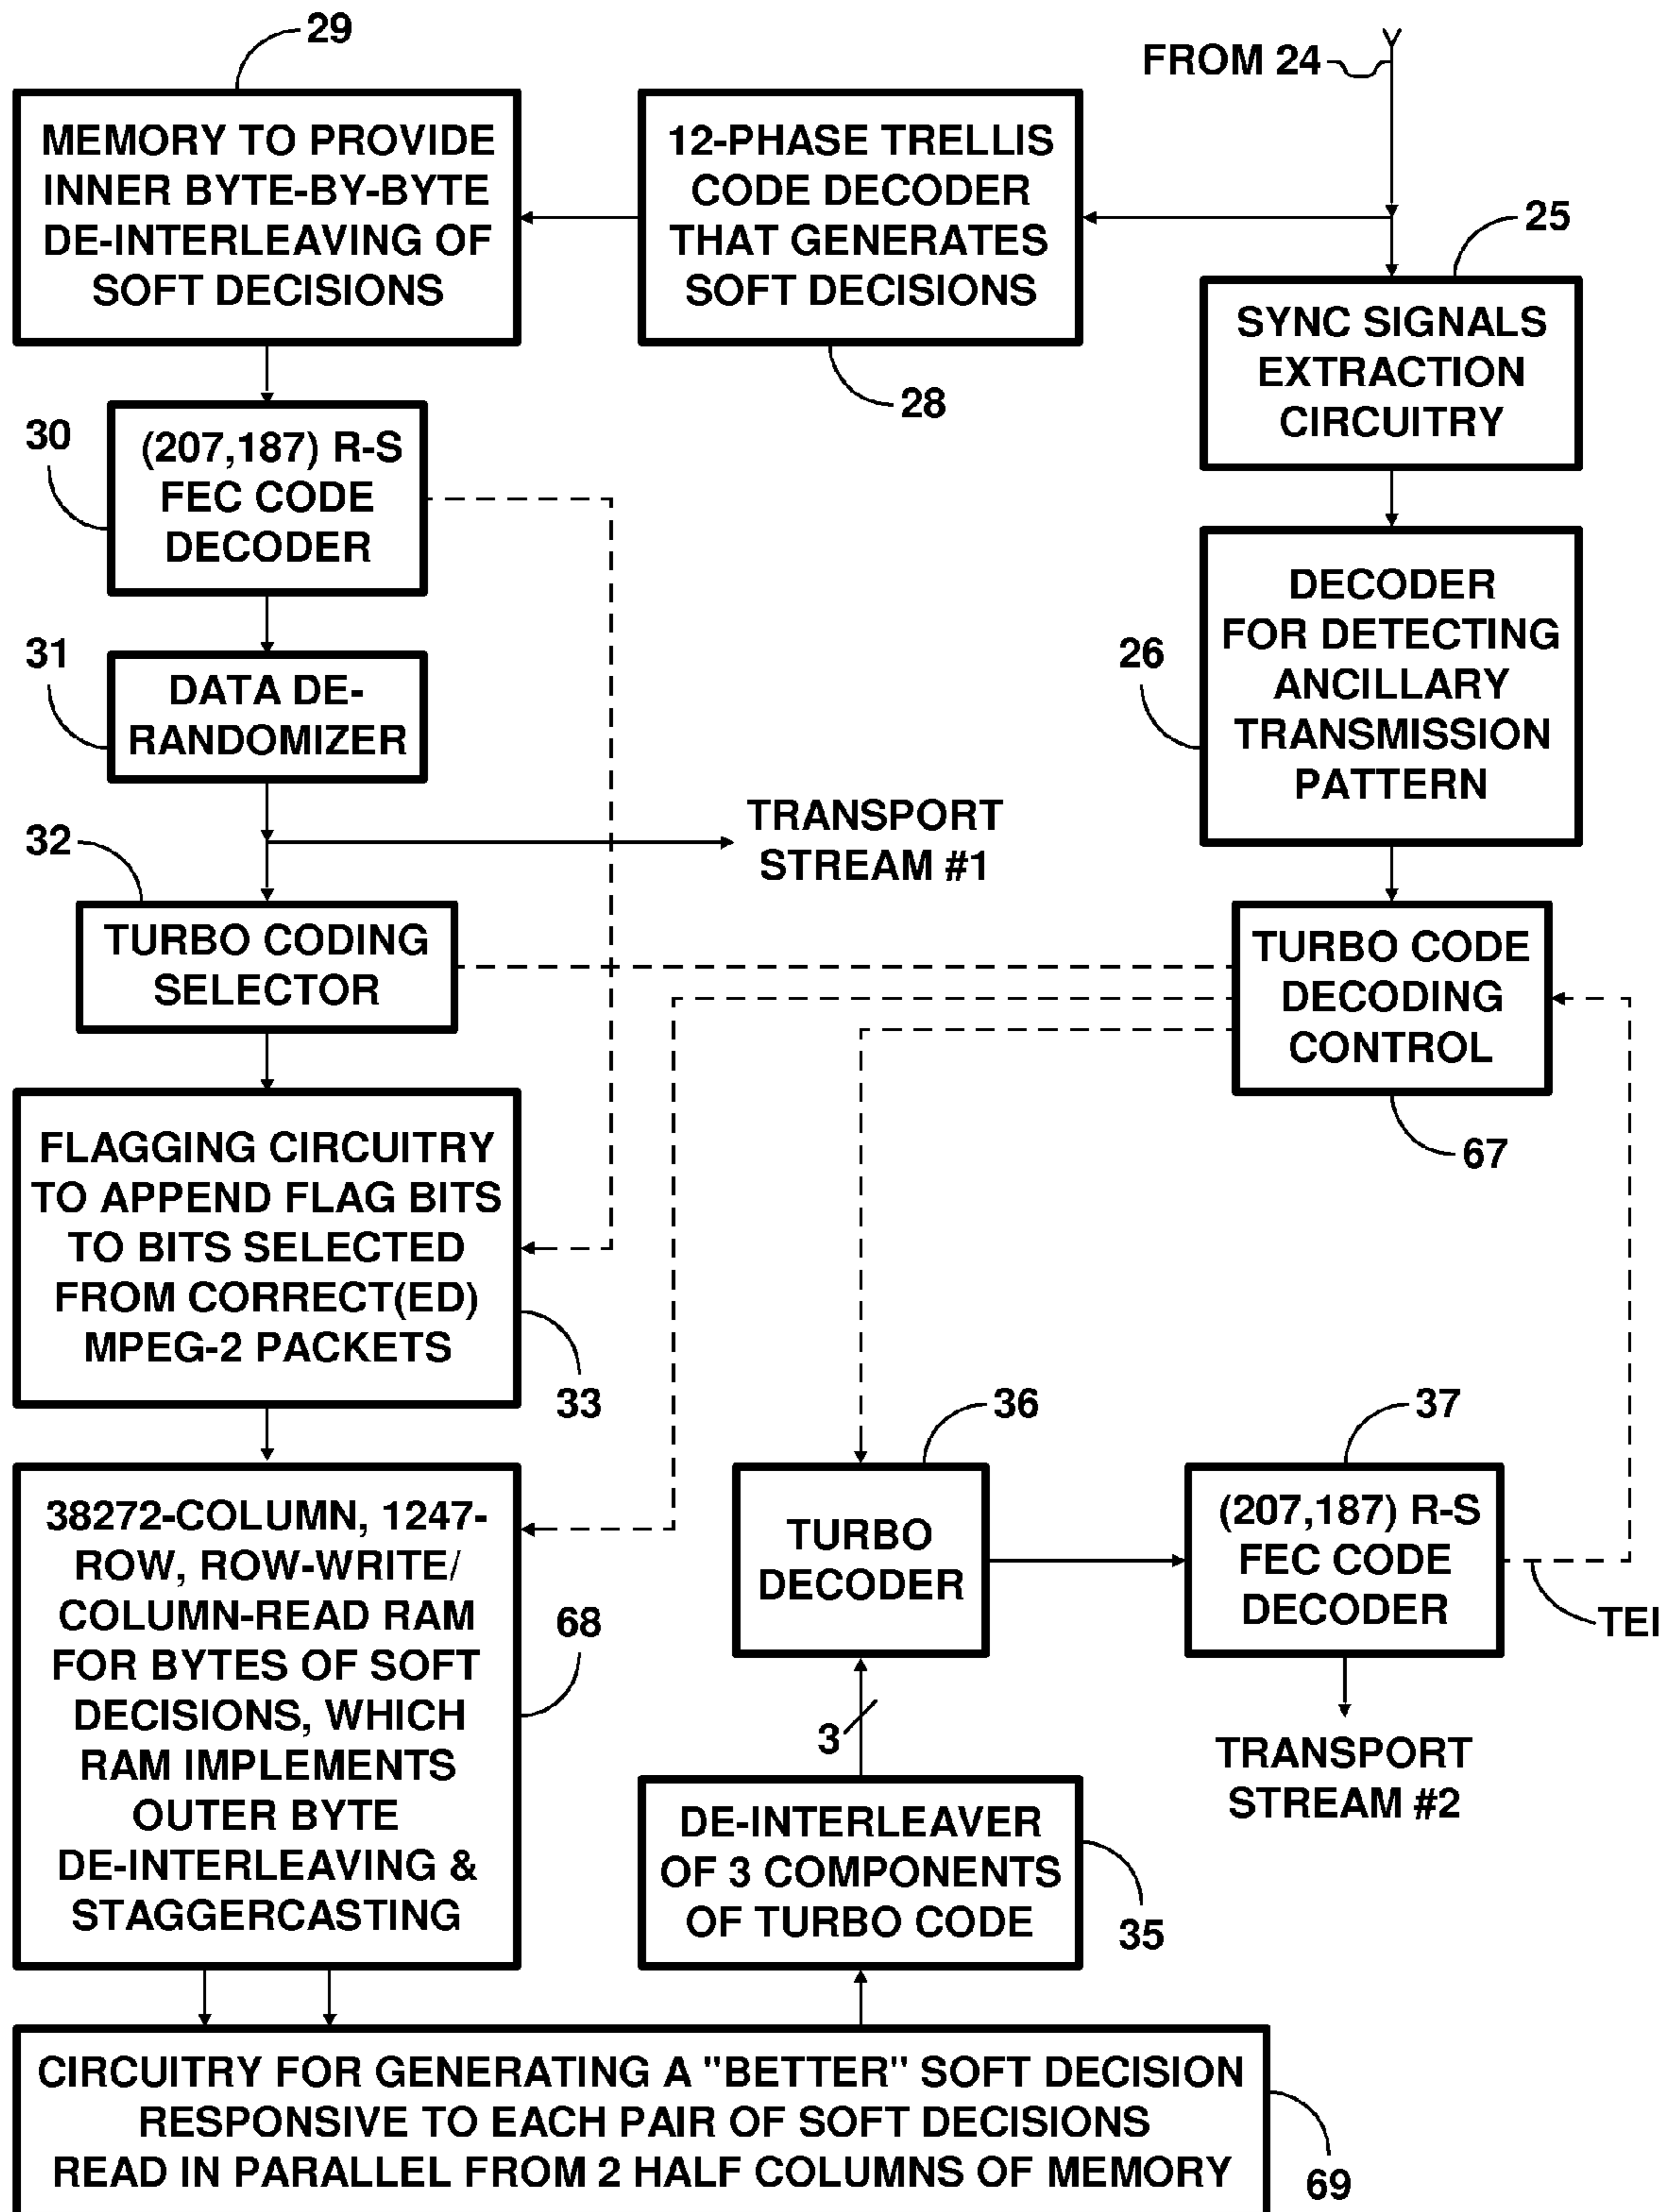 29
FROM 24
MEMORY TO PROVIDE
INNER BYTE-BY-BYTE
DE-INTERLEAVING OF
SOFT DECISIONS
12-PHASE TRELLIS
CODE DECODER
THAT GENERATES
SOFT DECISIONS
28
25
SYNC SIGNALS
EXTRACTION
CIRCUITRY
30
(207,187) R-S
FEC CODE
DECODER
26
DECODER
FOR DETECTING
ANCILLARY
TRANSMISSION
PATTERN
31
DATA DE-
RANDOMIZER
TRANSPORT
STREAM #1
32
TURBO CODING
SELECTOR
TURBO CODE
DECODING
CONTROL
67
FLAGGING CIRCUITRY
TO APPEND FLAG BITS
TO BITS SELECTED
FROM CORRECT(ED)
MPEG-2 PACKETS
33
36
37
38272-COLUMN, 1247-
ROW, ROW-WRITE/
COLUMN-READ RAM
FOR BYTES OF SOFT
DECISIONS, WHICH
RAM IMPLEMENTS
OUTER BYTE
DE-INTERLEAVING &
STAGGERCASTING
68
TURBO
DECODER
(207,187) R-S
FEC CODE
DECODER
TEI
3
TRANSPORT
STREAM #2
DE-INTERLEAVER
OF 3 COMPONENTS
OF TURBO CODE
35
CIRCUITRY FOR GENERATING A "BETTER" SOFT DECISION
RESPONSIVE TO EACH PAIR OF SOFT DECISIONS
READ IN PARALLEL FROM 2 HALF COLUMNS OF MEMORY
69